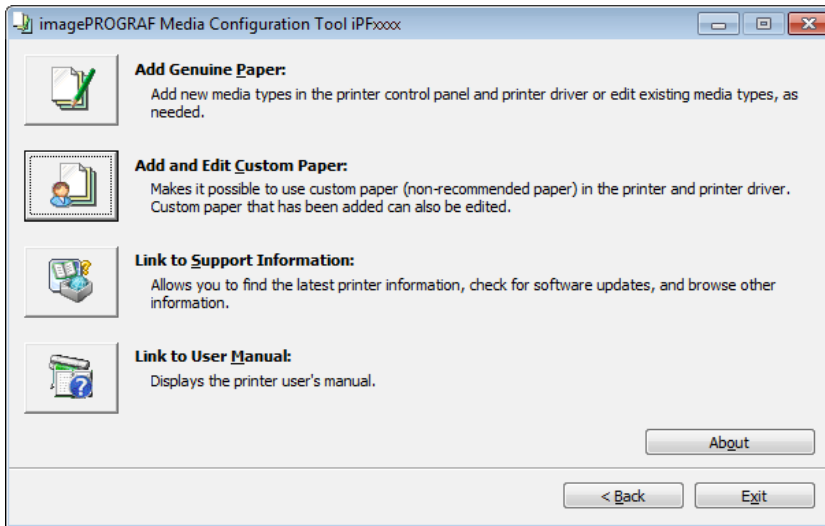 imagePROGRAF Media Configuration Tool iPFxxxx
Add Genuine Paper:
Add new media types in the printer control panel and printer driver or edit existing media types, as
needed.
Add and Edit Custom Paper:
Makes it possible to use custom paper (non-recommended paper) in the printer and printer driver.
Custom paper that has been added can also be edited.
Link to Support Information:
Allows you to find the latest printer information, check for software updates, and browse other
information.
Link to User Manual:
Displays the printer user's manual.
About
< Back
Exit